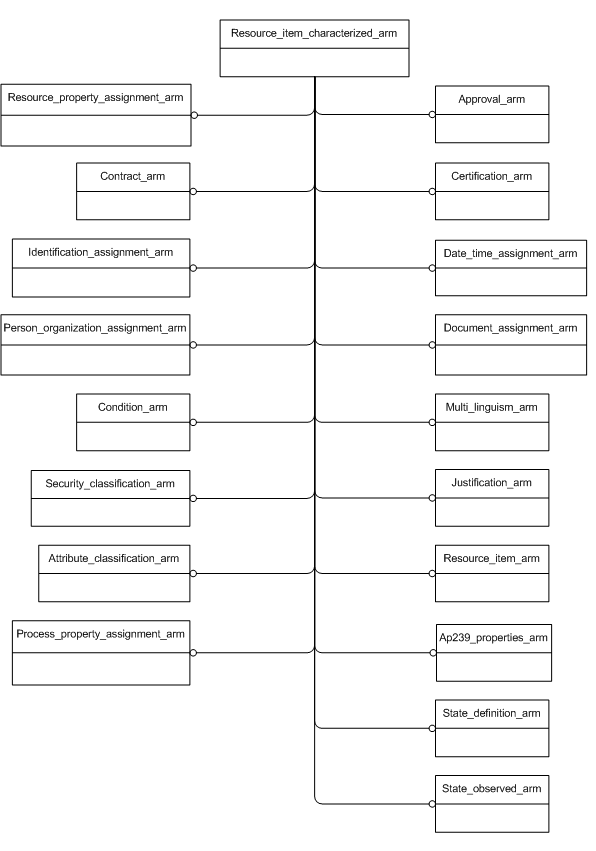 Resource_item_characterized_arm
Resource_property_assignment_arm
Approval_arm
Contract_arm
Certification_arm
Identification_assignment_arm
Date_time_assignment_arm
Person_organization_assignment_arm
Document_assignment_arm
Condition_arm
Multi_linguism_arm
Security_classification_arm
Justification_arm
Attribute_classification_arm
Resource_item_arm
Process_property_assignment_arm
Ap239_properties_arm
State_definition_arm
State_observed_arm